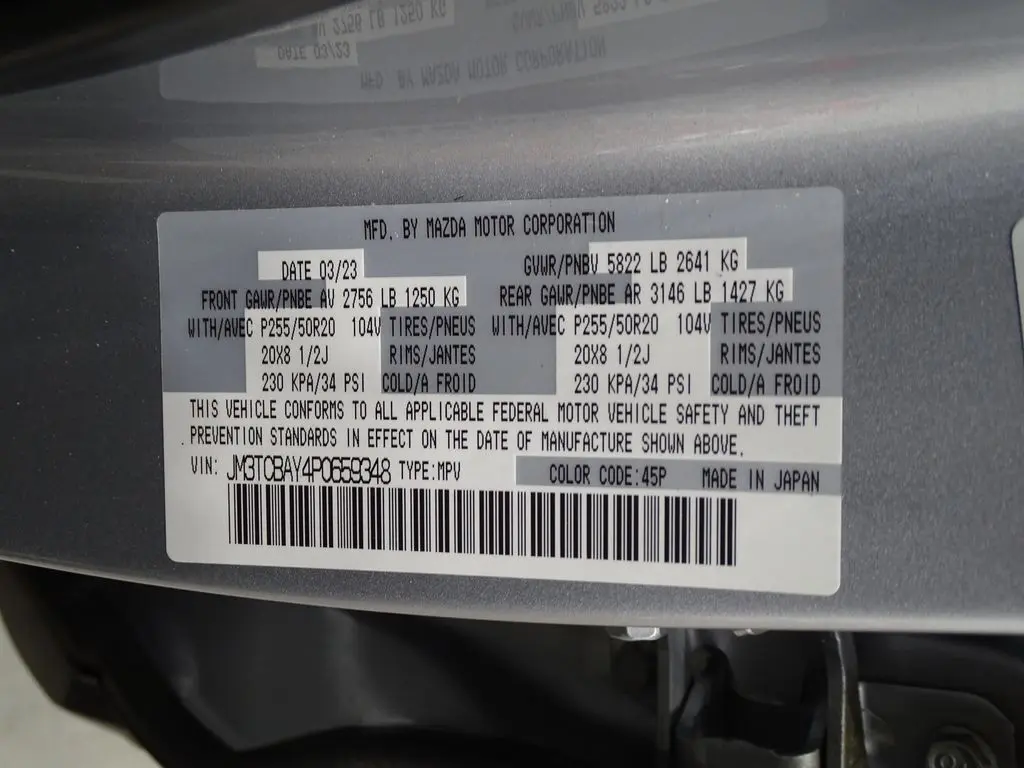 MFD. BY MAZDA MOTOR CORPORATION
DATE 03/23 GVWR/PNBV 5822 LB 2641 KG
FRONT GAWR/PNBE AV 2756 LB 1250 KG REAR GAWR/PNBE AR 3146 LB 1427 KG
WITH/AVEC P255/50R20 104V TIRES/PNEUS WITH/AVEC P255/50R20 104V TIRES/PNEUS
20X8 1/2J RIMS/JANTES 20X8 1/2J RIMS/JANTES
230 KPA/34 PSI COLD/A FROID 230 KPA/34 PSI COLD/A FROID
THIS VEHICLE CONFORMS TO ALL APPLICABLE FEDERAL MOTOR VEHICLE SAFETY AND THEFT
PREVENTION STANDARDS IN EFFECT ON THE DATE OF MANUFACTURE SHOWN ABOVE.
VIN: JM3TCBAY4P0659348 TYPE:MPV COLOR CODE:45P MADE IN JAPAN